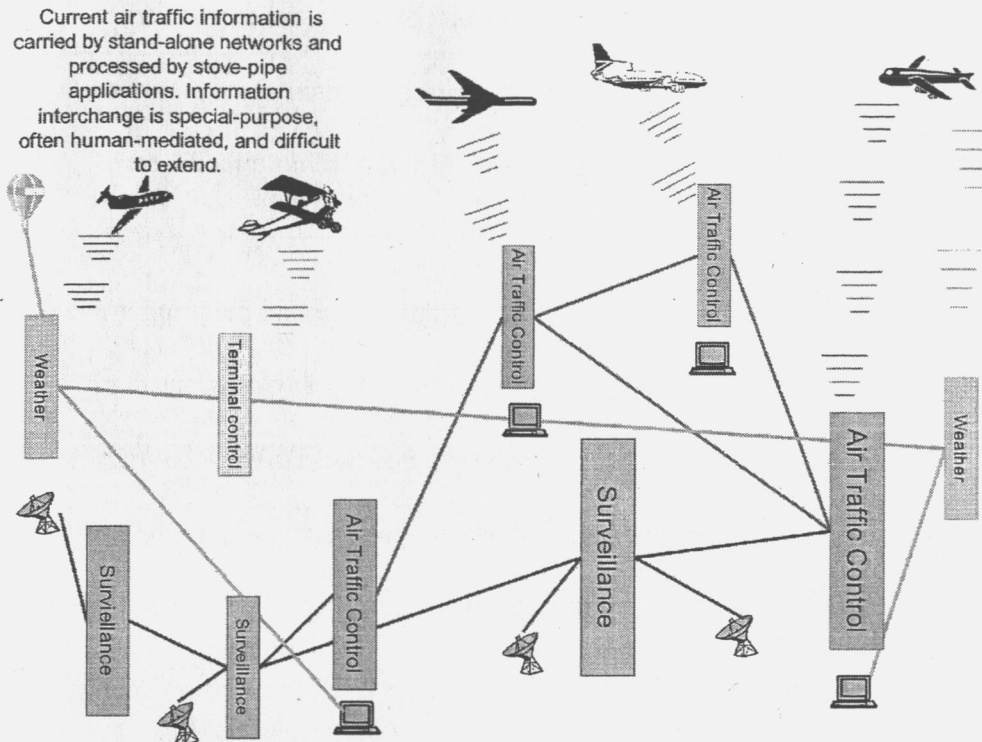 Current air traffic information is
carried by stand-alone networks and
processed by stove-pipe
applications. Information
interchange is special-purpose,
often human-mediated, and difficult
to extend.
Air Traffic Control
Air Traffic Control
Weather
Terminal control
Air Traffic Control
Weather
Surveillance
Air Traffic Control
Surviellance
Surveillance